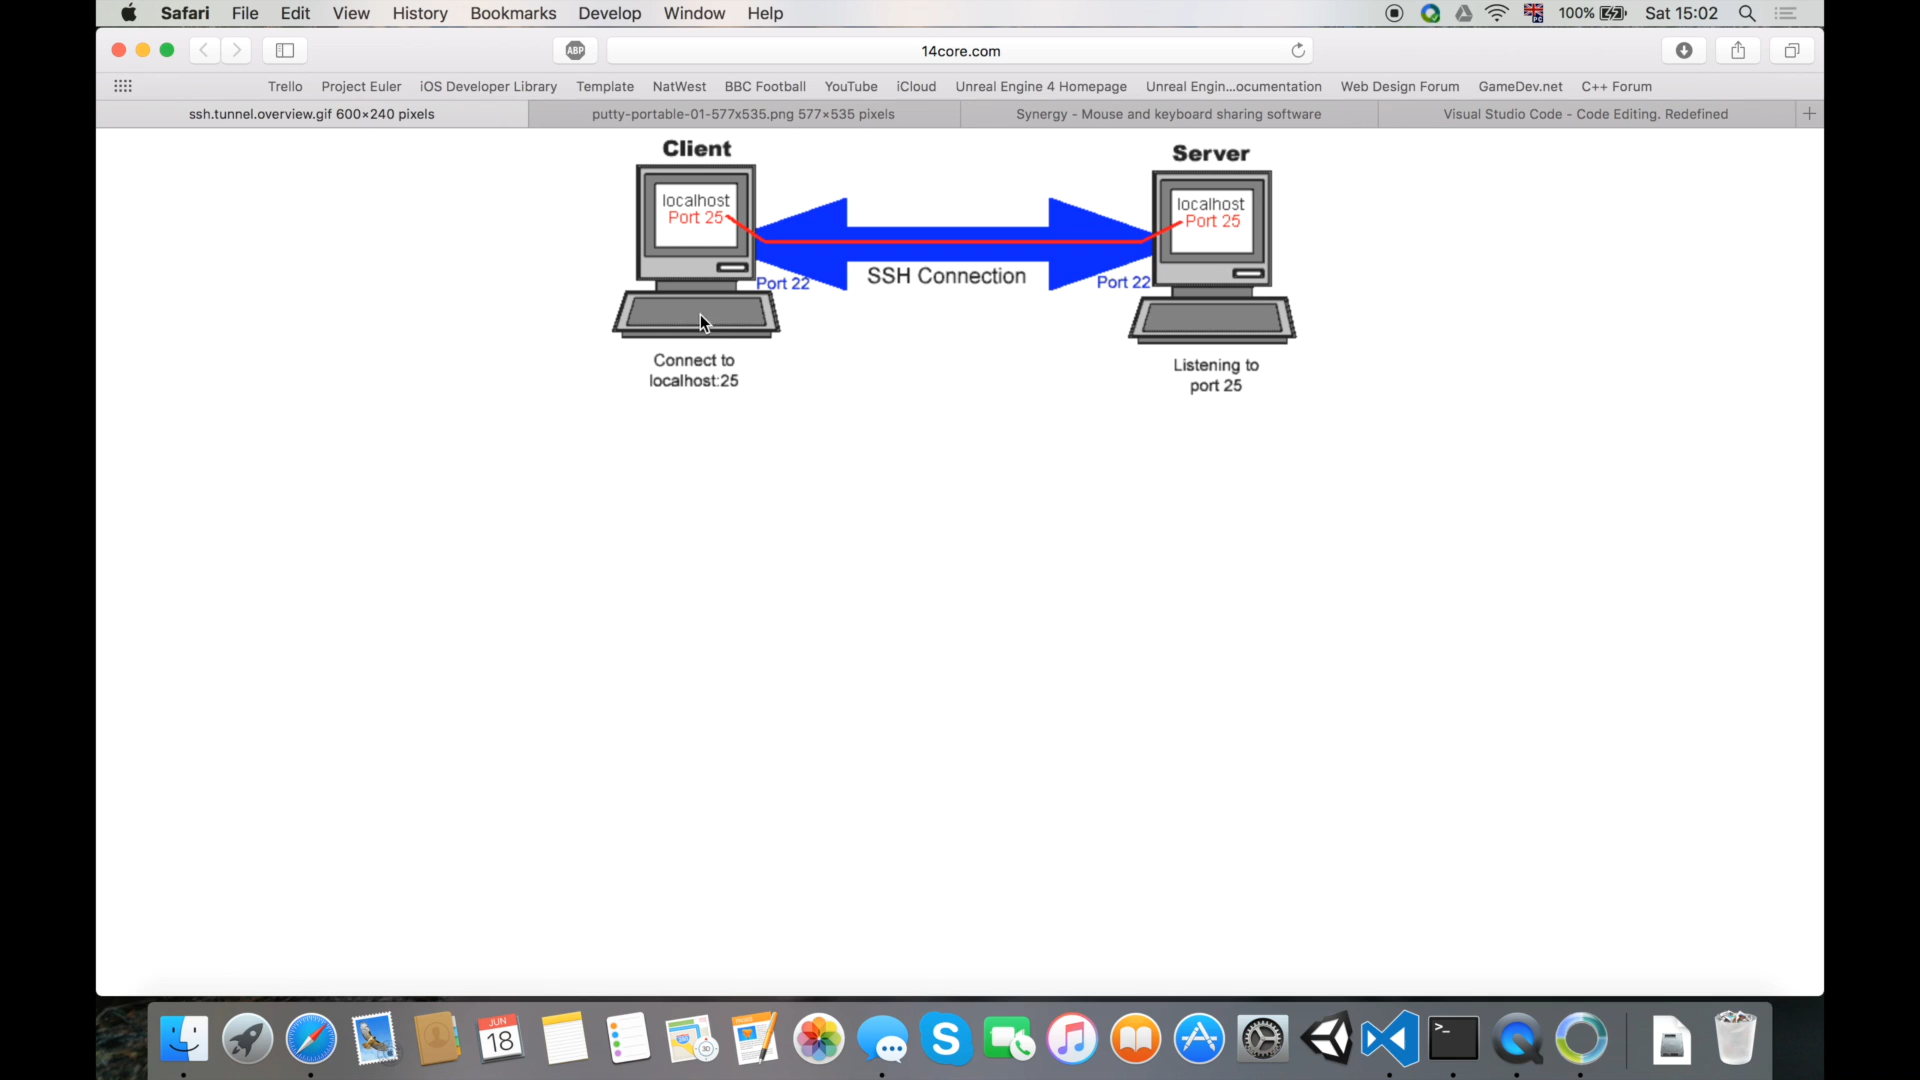 Safari File Edit View History Bookmarks Develop Window Help 100% Sat 15:02
ABP 14core.com
Trello Project Euler iOS Developer Library Template NatWest BBC Football YouTube iCloud Unreal Engine 4 Homepage Unreal Engin...ocumentation Web Design Forum GameDev.net C++ Forum
ssh.tunnel.overview.gif 600×240 pixels putty-portable-01-577x535.png 577×535 pixels Synergy - Mouse and keyboard sharing software Visual Studio Code - Code Editing. Redefined
Client Server
localhost localhost
Port 25 Port 25
Port 22 SSH Connection Port 22
Connect to Listening to
localhost:25 port 25
JUN
18